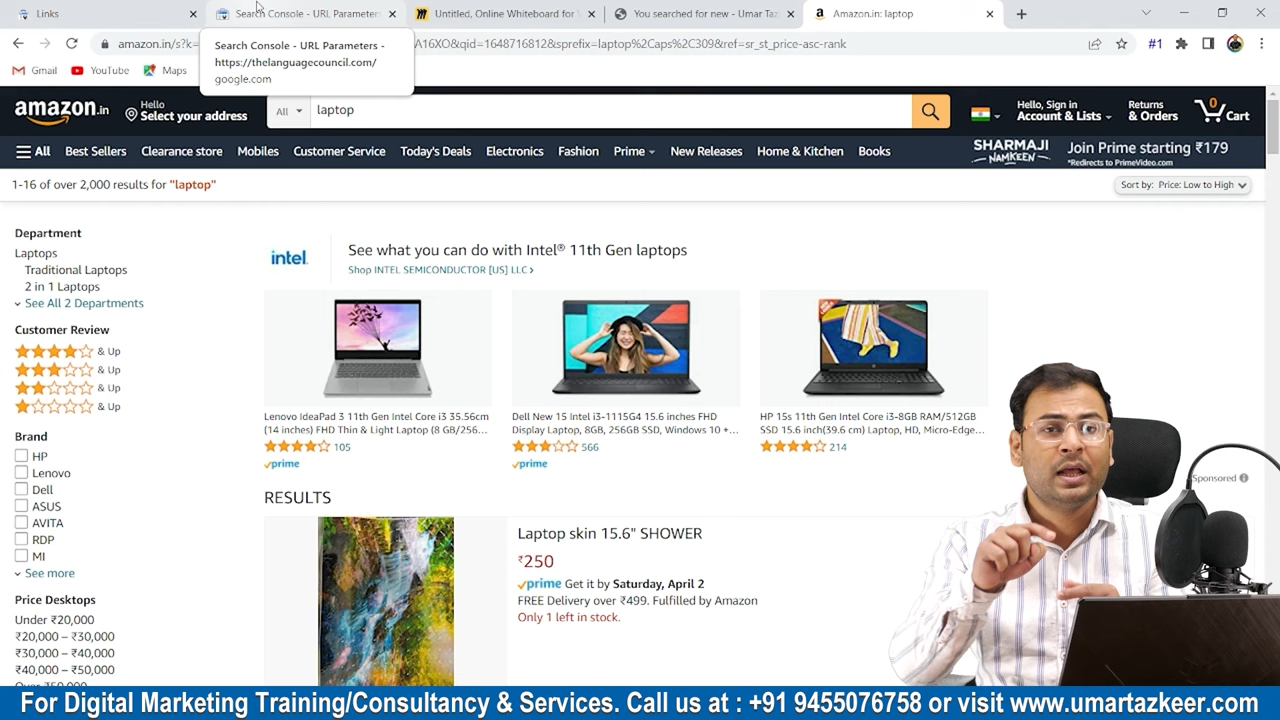 Links
Search Console - URL Parameters
Untitled, Online Whiteboard for
You searched for new - Umar Taz
Amazon.in: laptop
amazon.in/s?k=
A16XO&qid=1648716812&sprefix=laptop%2Caps%2C309&ref=sr_st_price-asc-rank
#1
Search Console - URL Parameters -
https://thelanguagecouncil.com/
google.com
Gmail
YouTube
Maps
amazon.in
Hello
Select your address
All
laptop
Hello, Sign in
Account & Lists
Returns
& Orders
0
Cart
All
Best Sellers
Clearance store
Mobiles
Customer Service
Today's Deals
Electronics
Fashion
Prime
New Releases
Home & Kitchen
Books
SHARMAJI
NAMKEEN
Join Prime starting ₹179
*Redirects to PrimeVideo.com
1-16 of over 2,000 results for "laptop"
Sort by: Price: Low to High
Department
Laptops
Traditional Laptops
2 in 1 Laptops
See All 2 Departments
Customer Review
& Up
& Up
& Up
& Up
Brand
HP
Lenovo
Dell
ASUS
AVITA
RDP
MI
See more
Price Desktops
Under ₹20,000
₹20,000 – ₹30,000
₹30,000 – ₹40,000
₹40,000 – ₹50,000
intel
See what you can do with Intel® 11th Gen laptops
Shop INTEL SEMICONDUCTOR [US] LLC ›
Lenovo IdeaPad 3 11th Gen Intel Core i3 35.56cm
(14 inches) FHD Thin & Light Laptop (8 GB/256…
105
prime
Dell New 15 Intel i3-1115G4 15.6 inches FHD
Display Laptop, 8GB, 256GB SSD, Windows 10 +…
566
prime
HP 15s 11th Gen Intel Core i3-8GB RAM/512GB
SSD 15.6 inch(39.6 cm) Laptop, HD, Micro-Edge…
214
Sponsored
RESULTS
Laptop skin 15.6" SHOWER
₹250
prime Get it by Saturday, April 2
FREE Delivery over ₹499. Fulfilled by Amazon
Only 1 left in stock.
For Digital Marketing Training/Consultancy & Services. Call us at : +91 9455076758 or visit www.umartazkeer.com